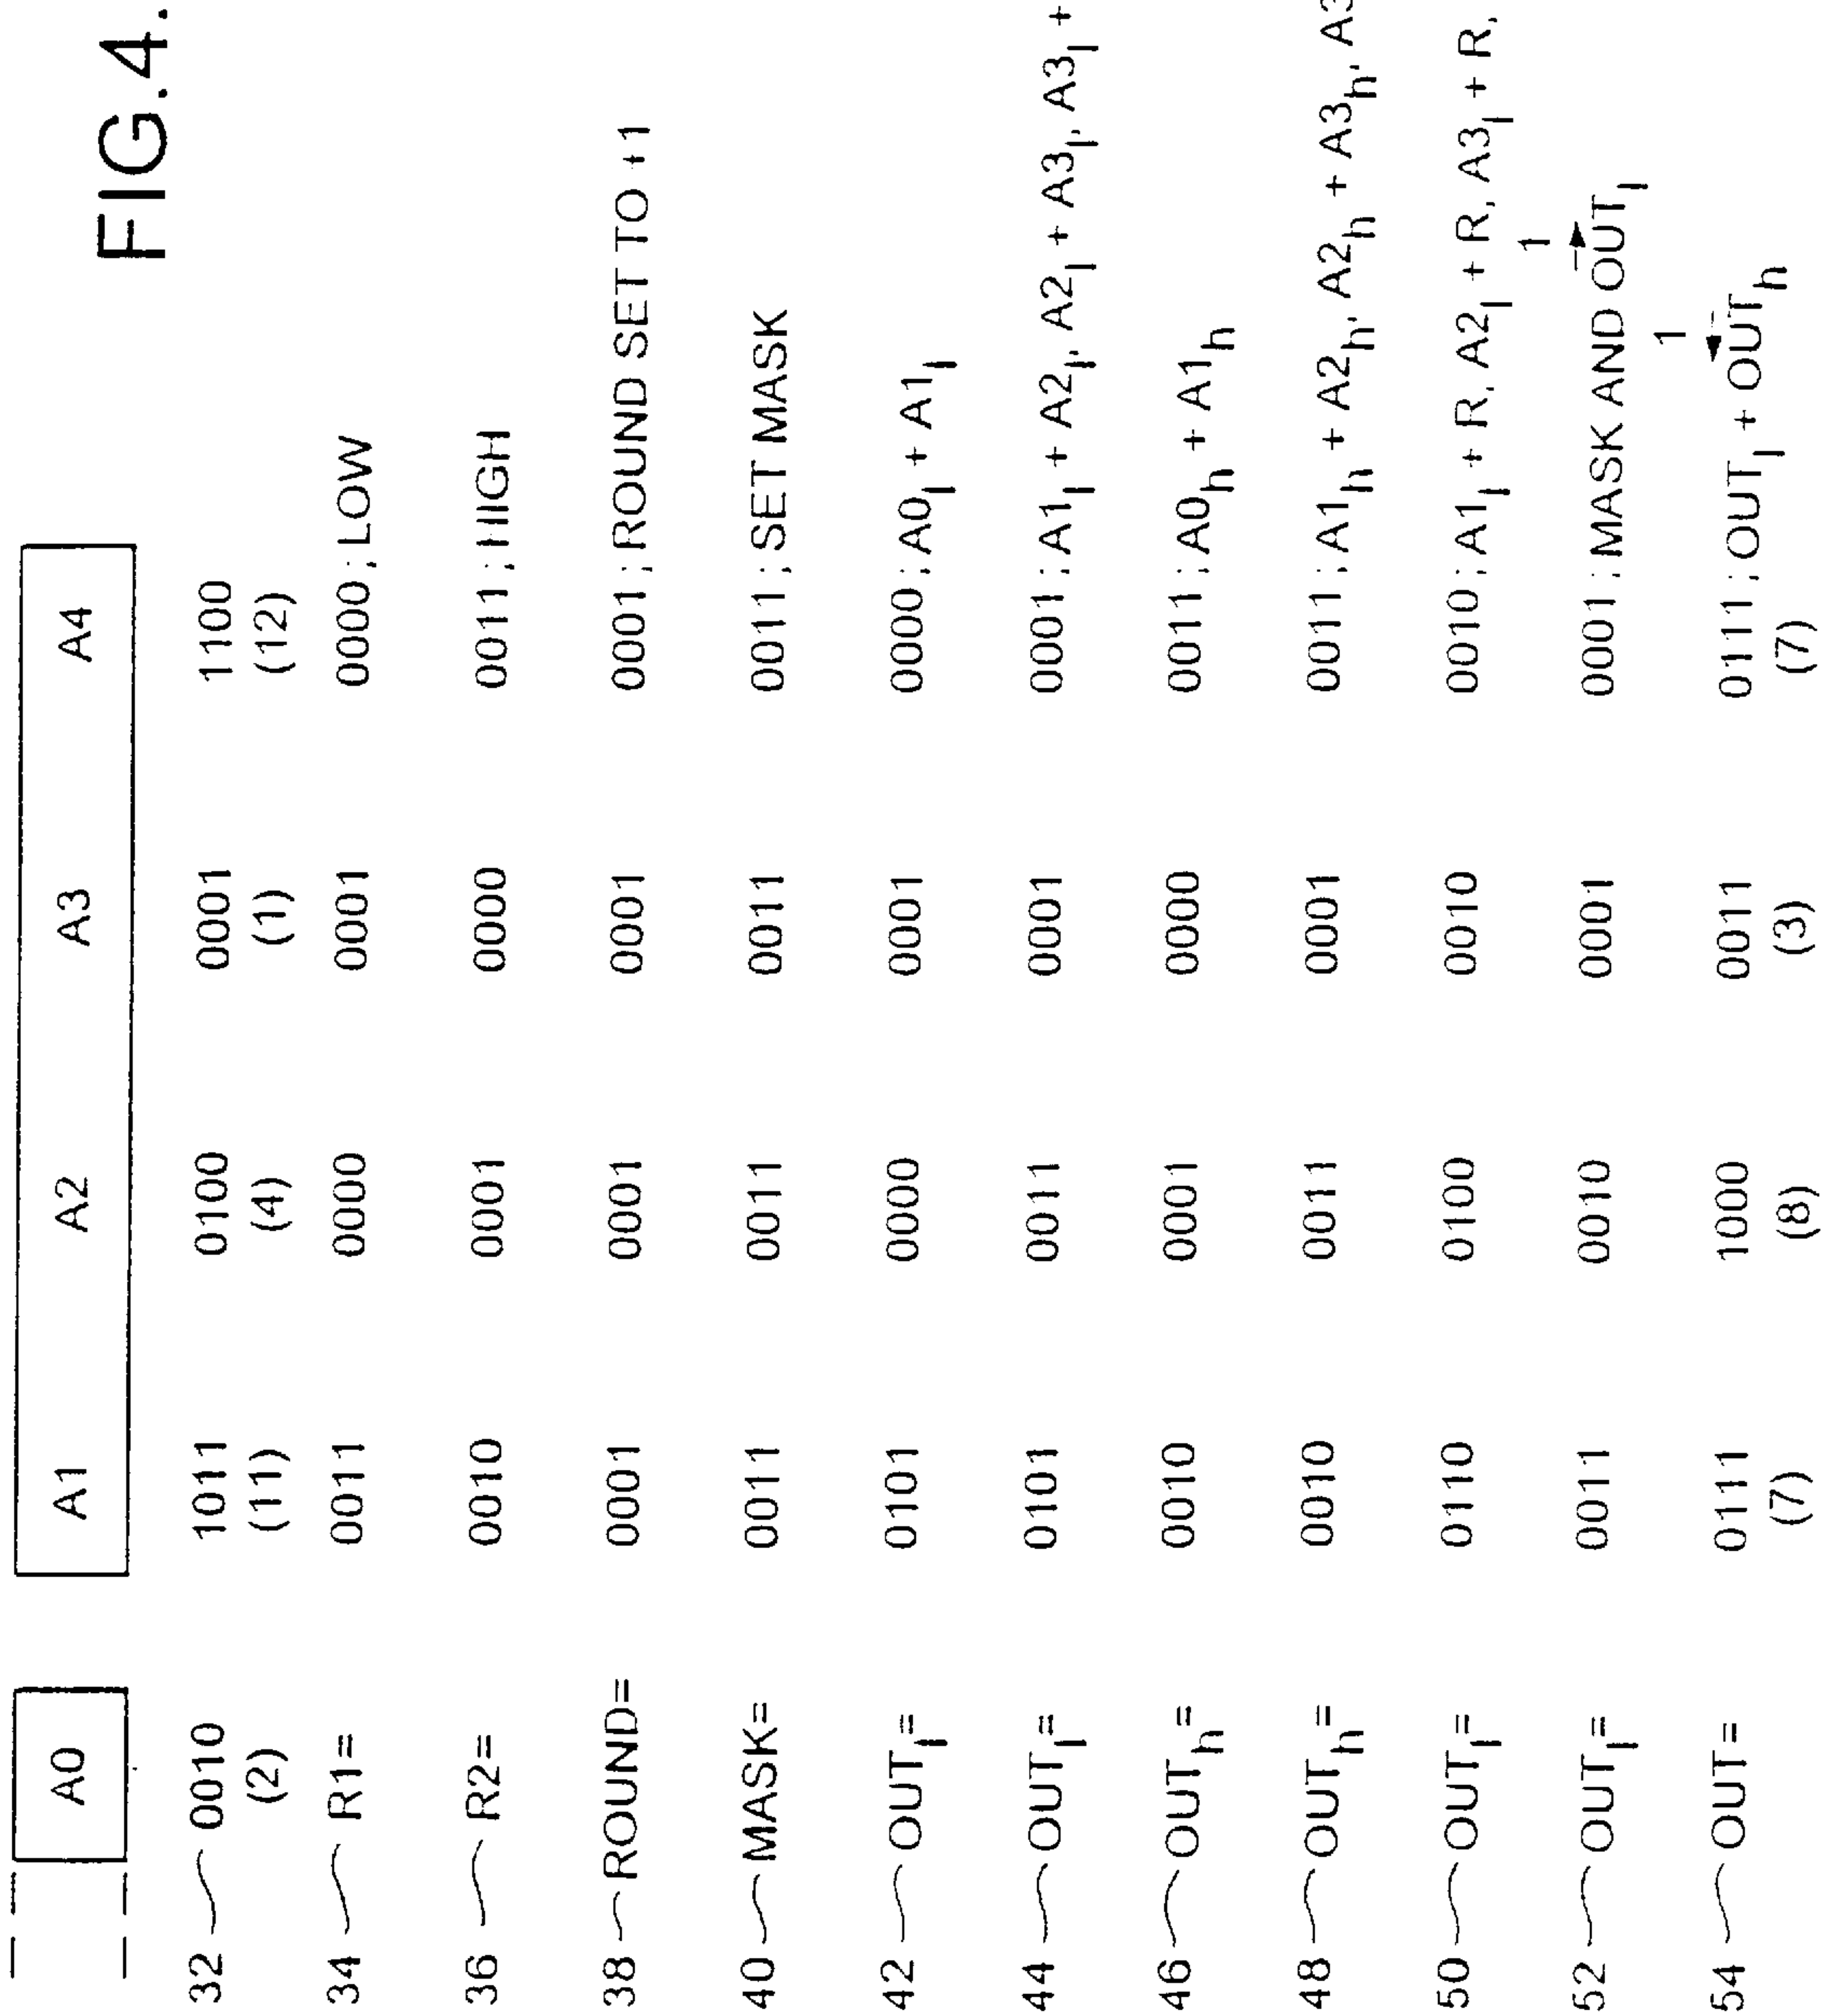 FIG.4.
A0 A1 A2 A3 A4
32 0010 1011 0100 0001 1100
(2) (11) (4) (1) (12)
34 R1= 0011 0000 0001 0000 ; LOW
36 R2= 0010 0001 0000 0011 ; HIGH
38 ROUND= 0001 0001 0001 0001 ; ROUND SET TO +1
40 MASK= 0011 0011 0011 0011 ; SET MASK
42 OUTl= 0101 0000 0001 0000 ; A0l + A1l
44 OUTl= 0101 0011 0001 0001 ; A1l + A2l, A2l + A3l, A3l +
46 OUTh= 0010 0001 0000 0011 ; A0h + A1h
48 OUTh= 0010 0011 0001 0011 ; A1h + A2h, A2h + A3h, A3
50 OUTl= 0110 0100 0010 0010 ; A1l + R, A2l + R, A3l + R,
1
52 OUTl= 0011 0010 0001 0001 ; MASK AND OUTl
1
54 OUT= 0111 1000 0011 0111 ; OUTl + OUTh
(7) (8) (3) (7)